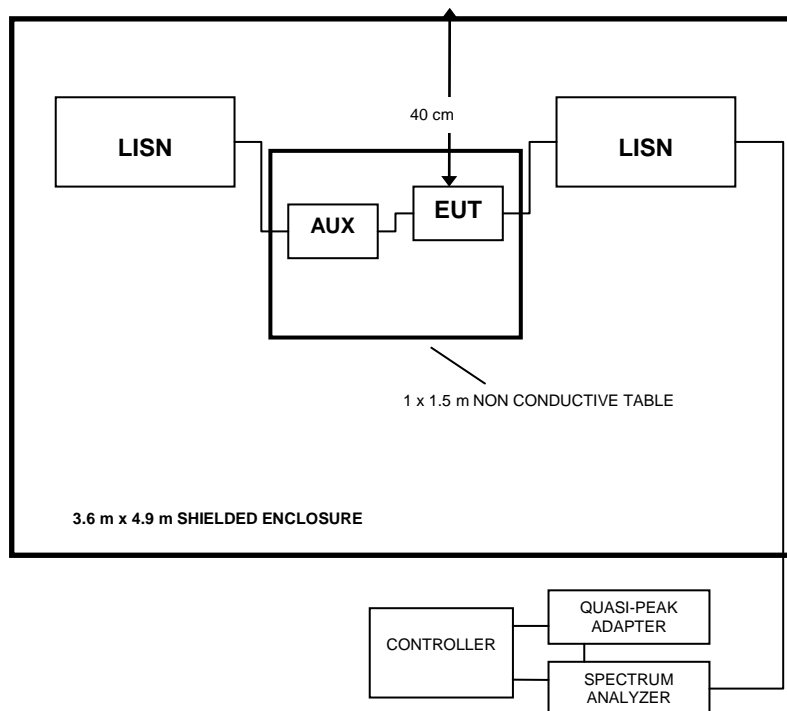 40 cm
LISN
LISN
EUT
AUX
1 x 1.5 m NON CONDUCTIVE TABLE
3.6 m x 4.9 m SHIELDED ENCLOSURE
QUASI-PEAK
ADAPTER
CONTROLLER
SPECTRUM
ANALYZER